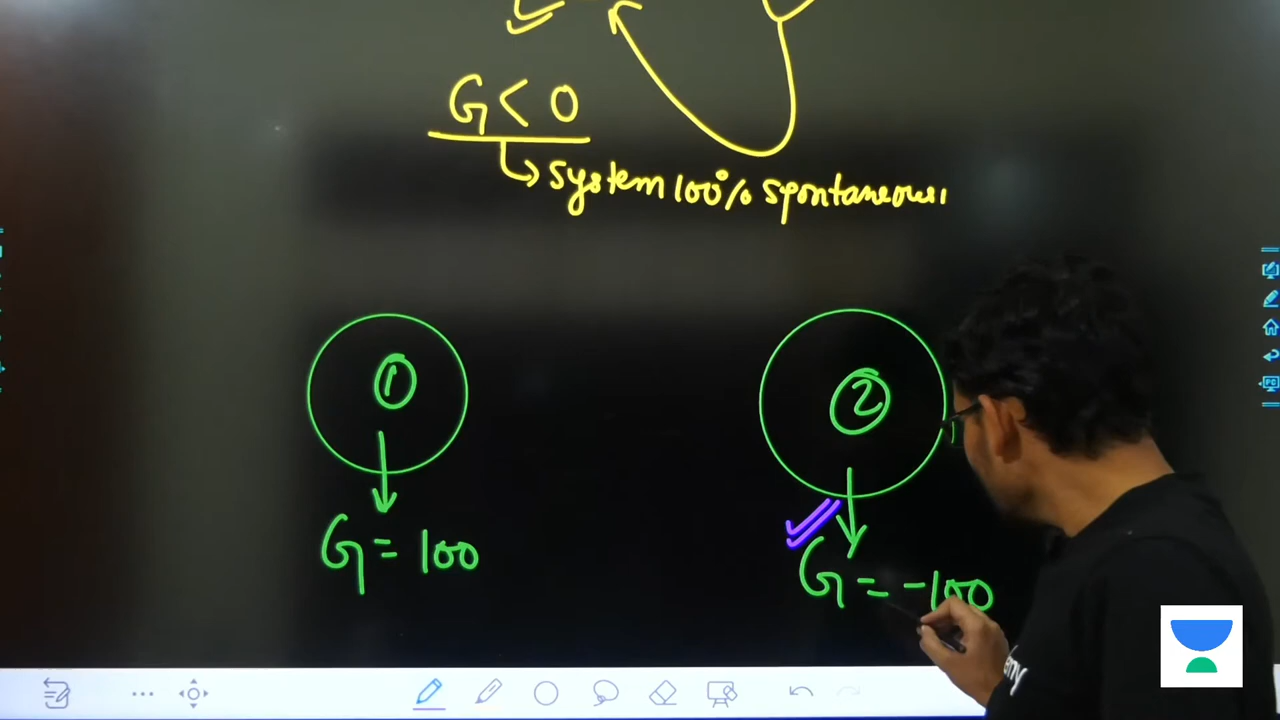 G < 0
System 100% spontaneous
1
2
G = 100
G = -100